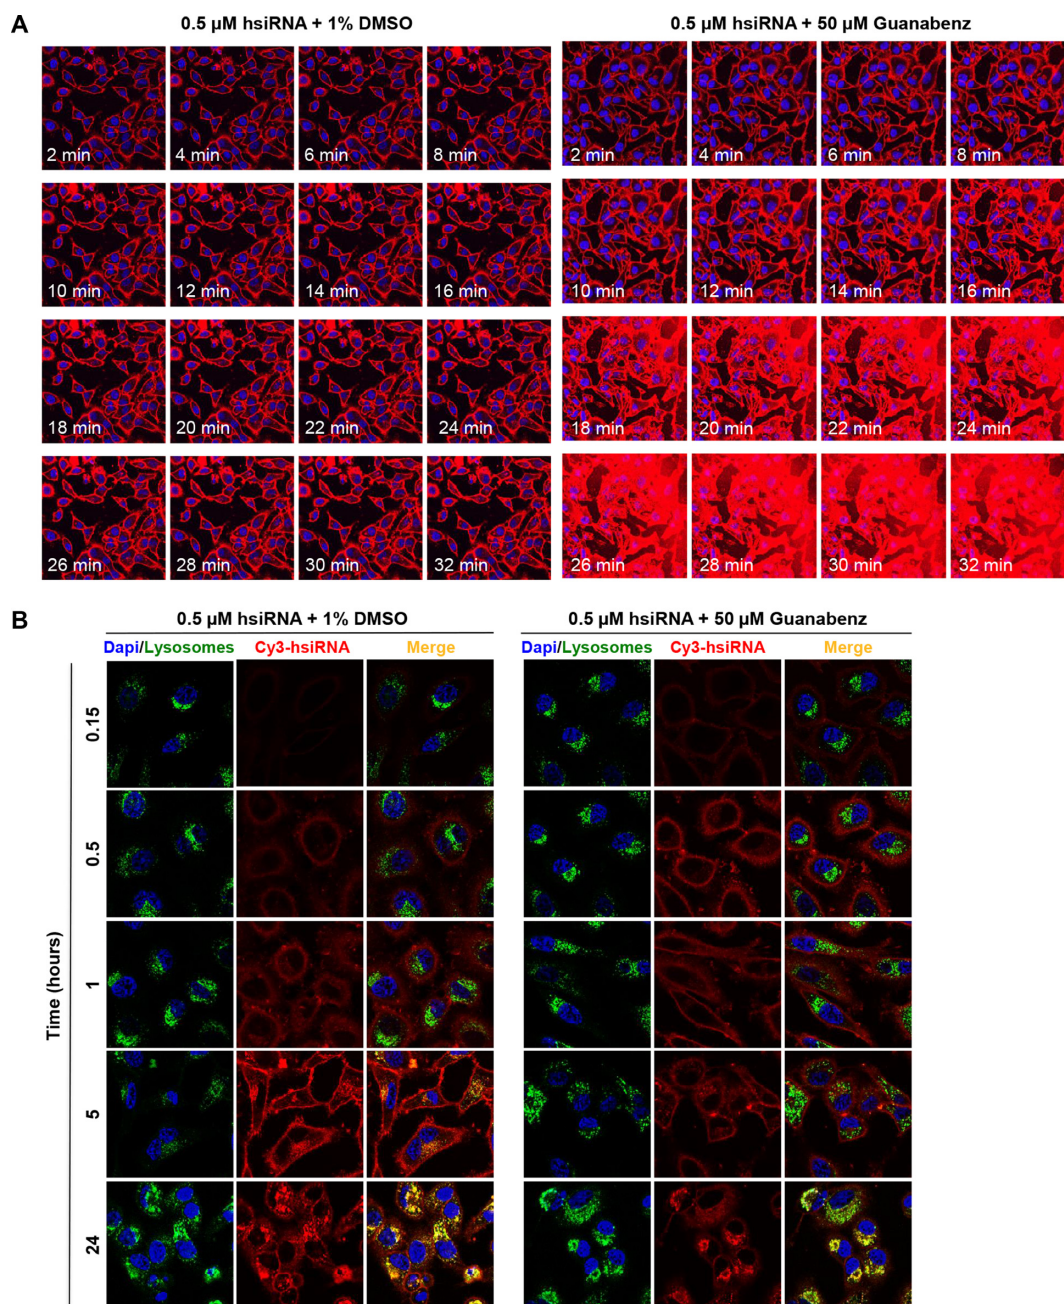 A
0.5 µM hsiRNA + 1% DMSO
0.5 µM hsiRNA + 50 µM Guanabenz
2 min 4 min 6 min 8 min 2 min 4 min 6 min 8 min
10 min 12 min 14 min 16 min 10 min 12 min 14 min 16 min
18 min 20 min 22 min 24 min 18 min 20 min 22 min 24 min
26 min 28 min 30 min 32 min 26 min 28 min 30 min 32 min
B
0.5 µM hsiRNA + 1% DMSO
0.5 µM hsiRNA + 50 µM Guanabenz
Dapi/Lysosomes Cy3-hsiRNA Merge Dapi/Lysosomes Cy3-hsiRNA Merge
Time (hours)
0.15
0.5
1
5
24